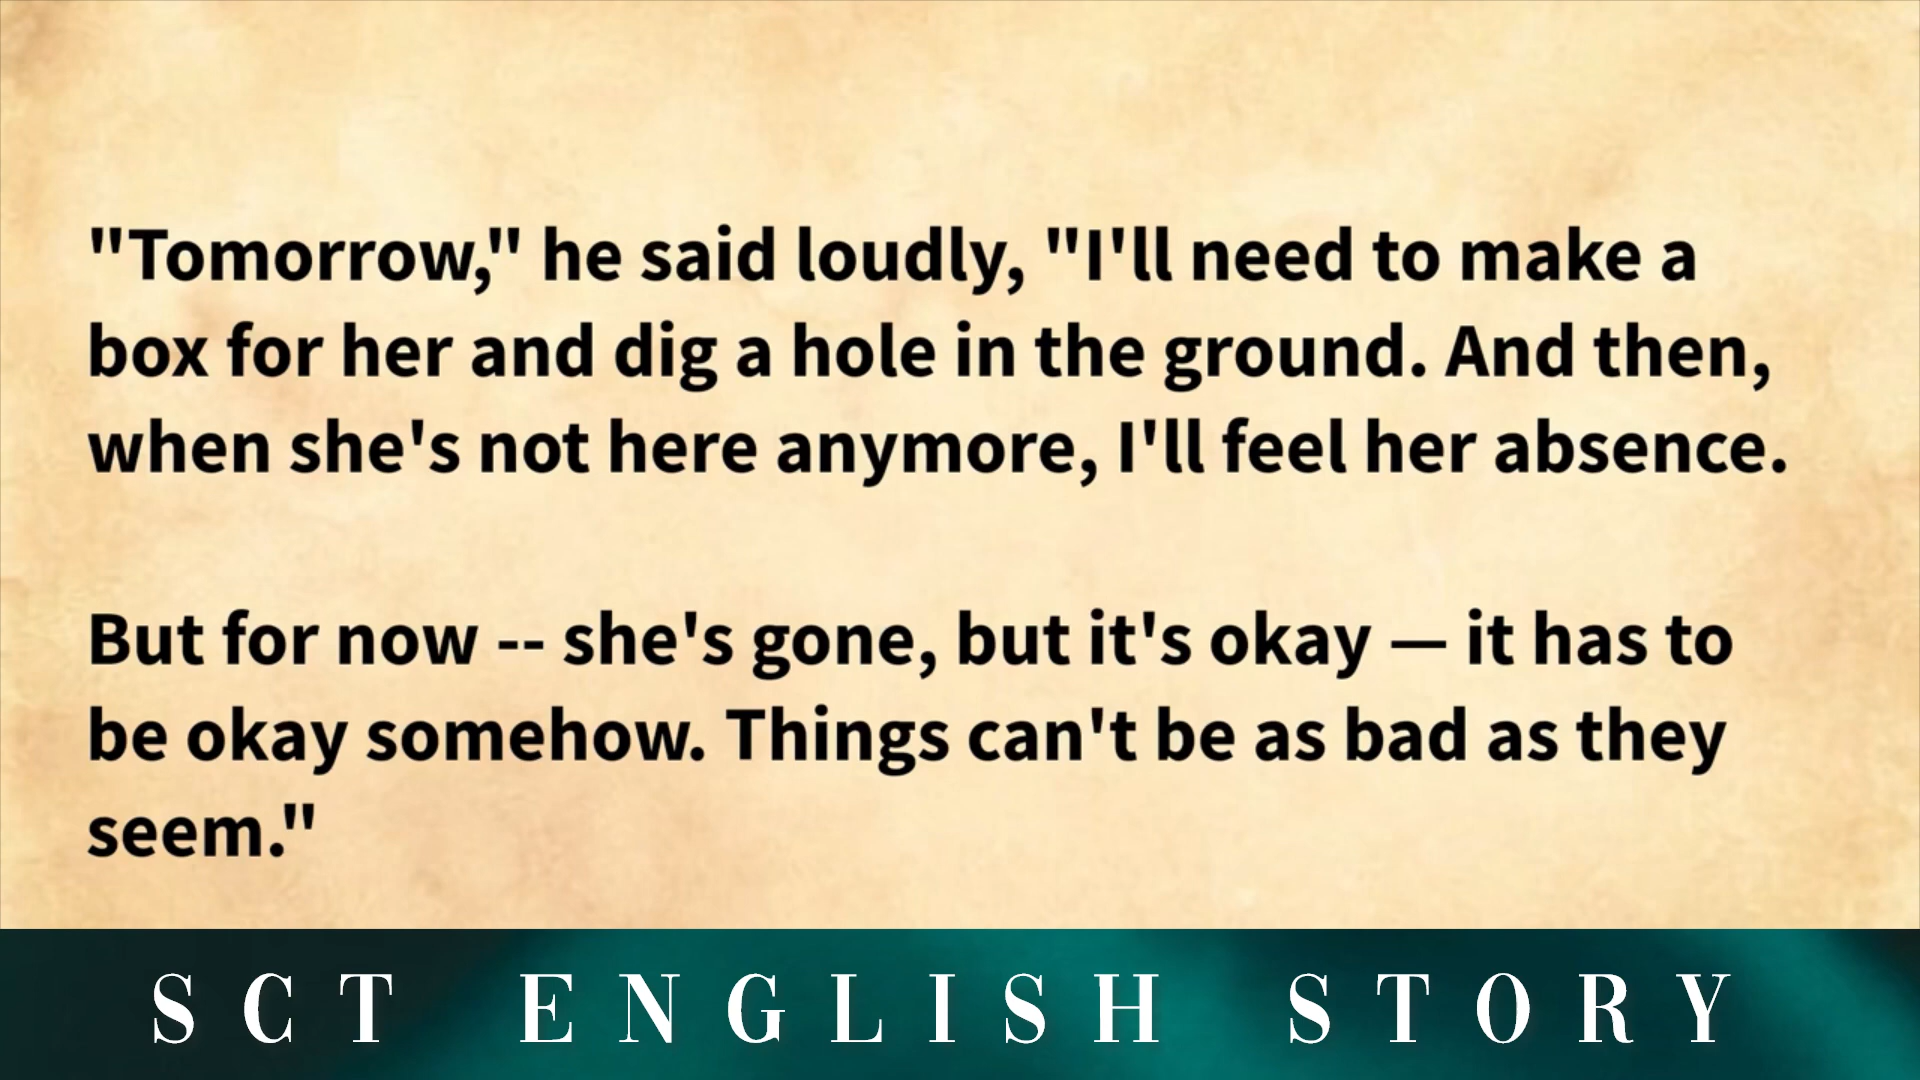 "Tomorrow," he said loudly, "I'll need to make a
box for her and dig a hole in the ground. And then,
when she's not here anymore, I'll feel her absence.
But for now -- she's gone, but it's okay — it has to
be okay somehow. Things can't be as bad as they
seem."
SCT ENGLISH STORY